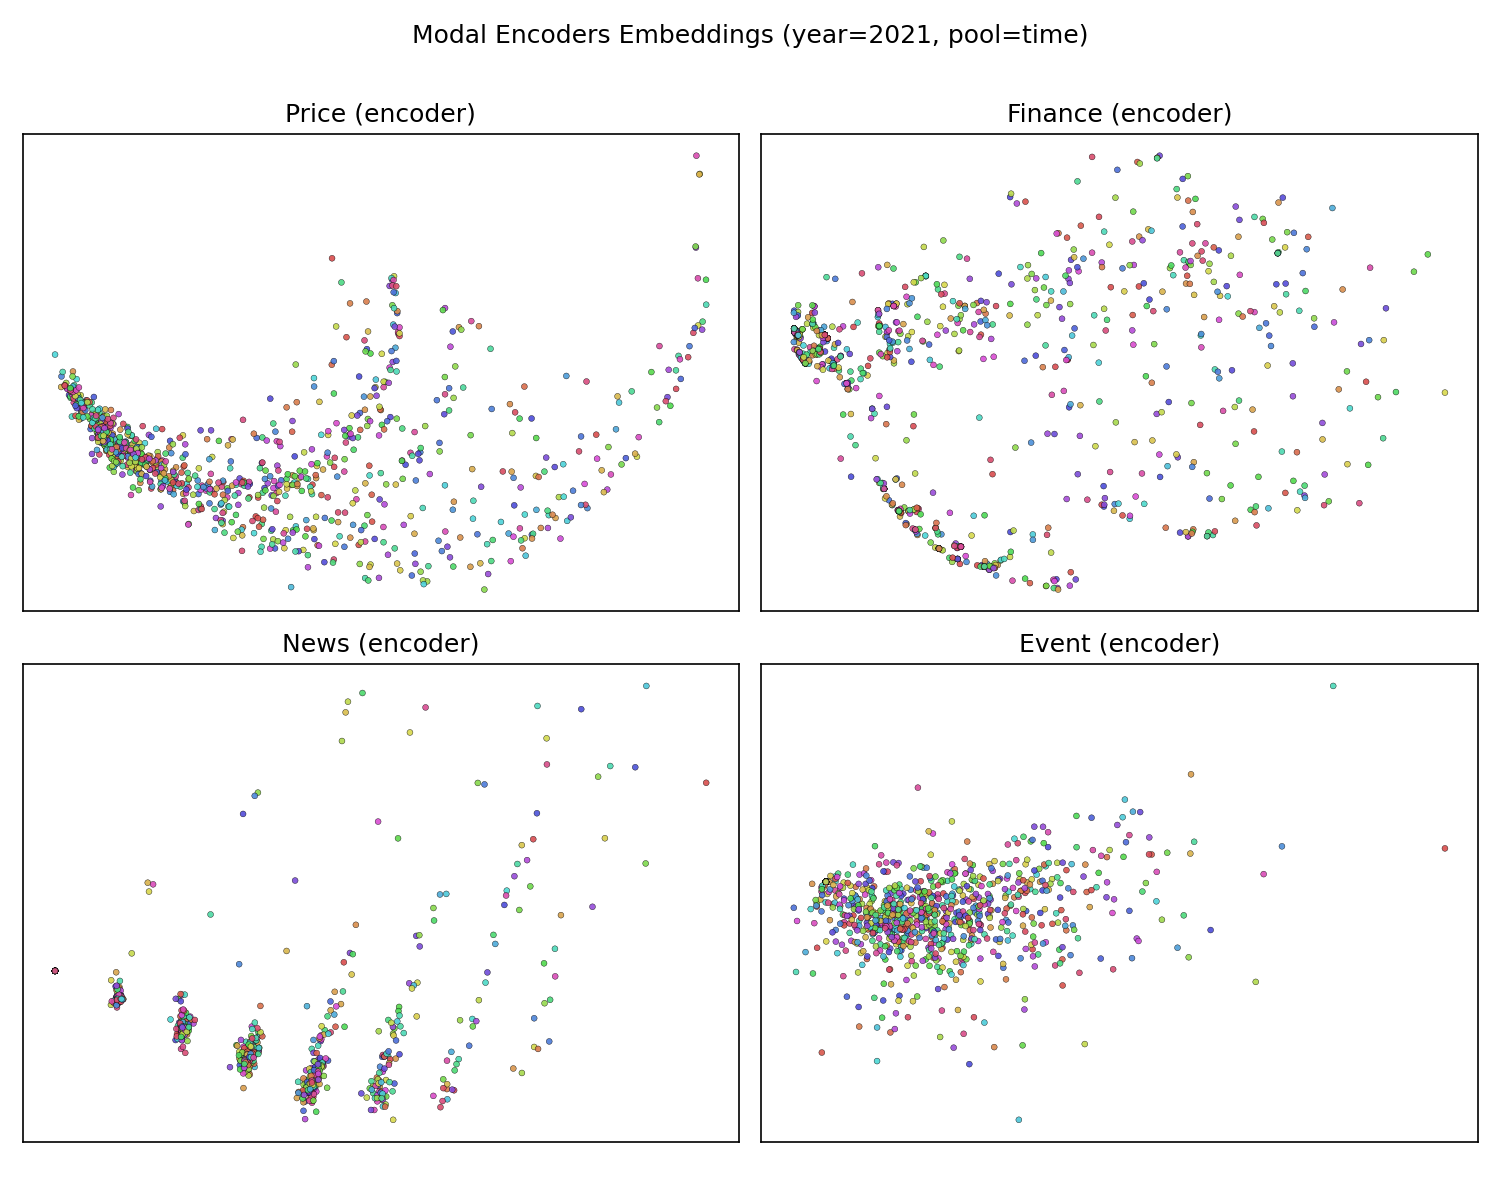 Modal Encoders Embeddings (year=2021, pool=time)
Price (encoder)
Finance (encoder)
News (encoder)
Event (encoder)